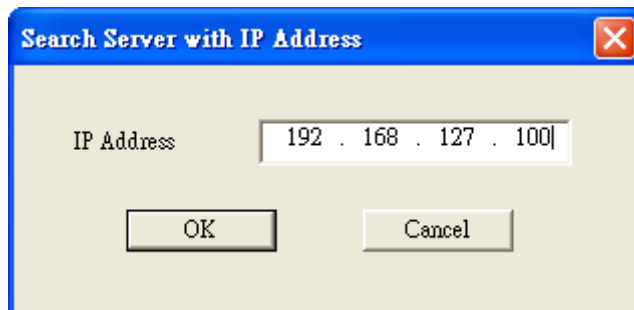 Search Server with IP Address
IP Address 192 . 168 . 127 . 100
OK Cancel